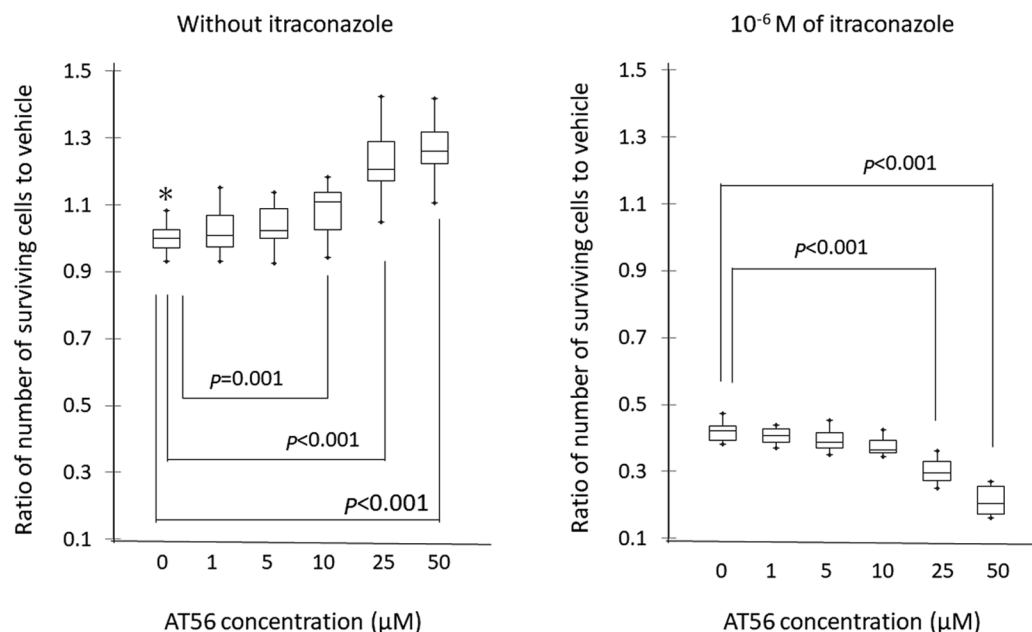 Without itraconazole
Ratio of number of surviving cells to vehicle
1.5
1.3
1.1
0.9
0.7
0.5
0.3
0.1
*
p=0.001
p<0.001
p<0.001
0 1 5 10 25 50
AT56 concentration (µM)
10⁻⁶ M of itraconazole
Ratio of number of surviving cells to vehicle
1.5
1.3
1.1
0.9
0.7
0.5
0.3
0.1
p<0.001
p<0.001
0 1 5 10 25 50
AT56 concentration (µM)